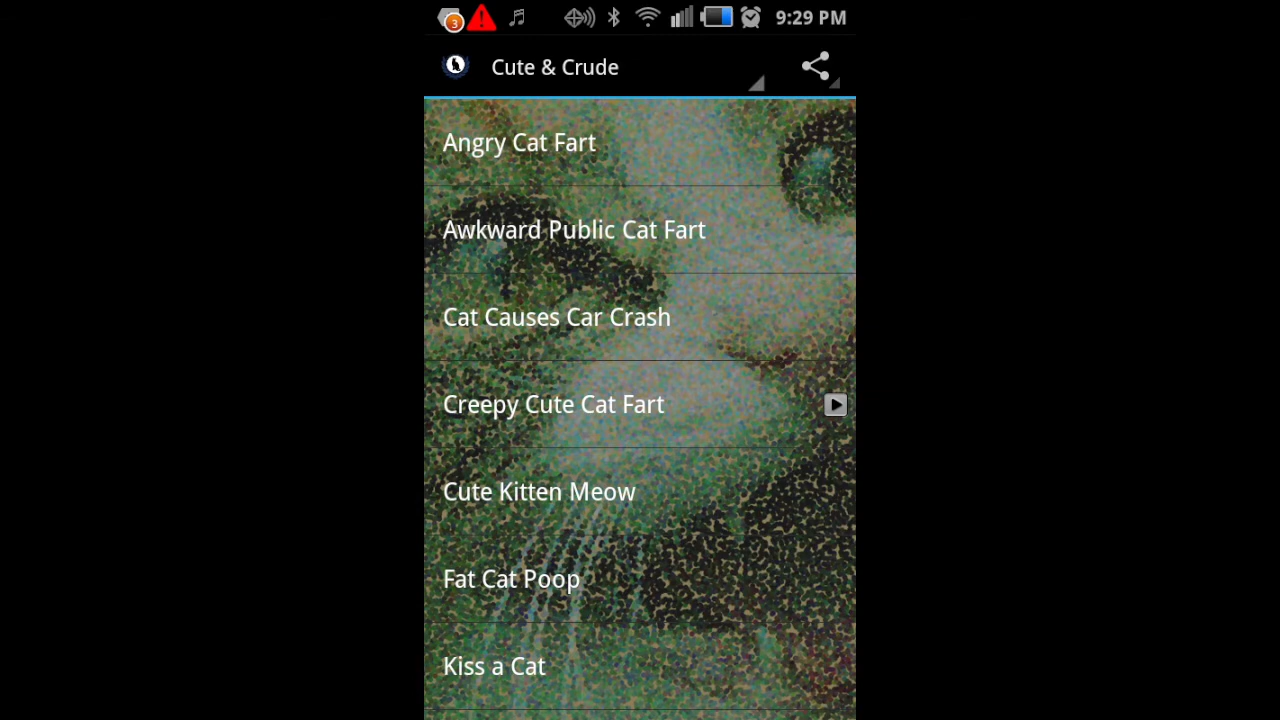 3
9:29 PM
Cute & Crude
Angry Cat Fart
Awkward Public Cat Fart
Cat Causes Car Crash
Creepy Cute Cat Fart
Cute Kitten Meow
Fat Cat Poop
Kiss a Cat